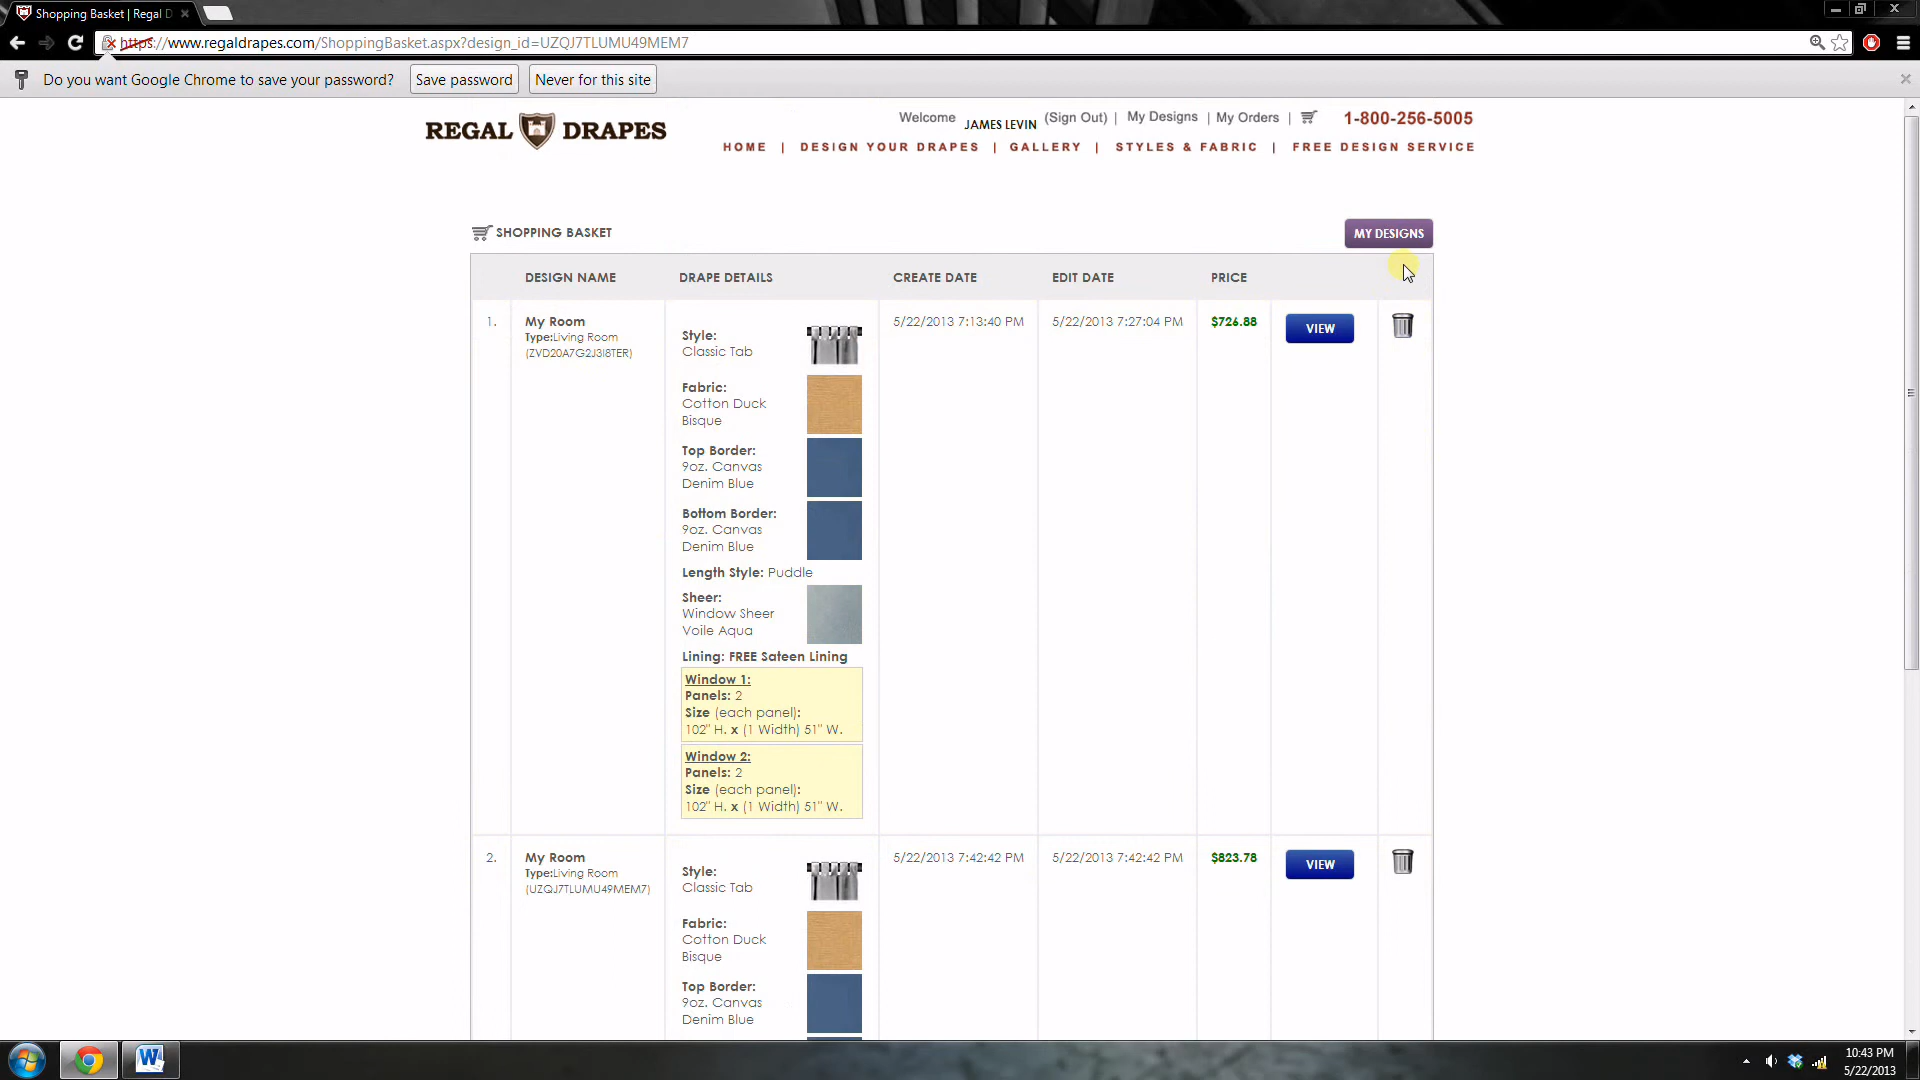 Shopping Basket | Regal D
https://www.regaldrapes.com/ShoppingBasket.aspx?design_id=UZQJ7TLUMU49MEM7
Do you want Google Chrome to save your password? Save password Never for this site
REGAL DRAPES
Welcome JAMES LEVIN (Sign Out) | My Designs | My Orders | 1-800-256-5005
HOME | DESIGN YOUR DRAPES | GALLERY | STYLES & FABRIC | FREE DESIGN SERVICE
SHOPPING BASKET MY DESIGNS
DESIGN NAME DRAPE DETAILS CREATE DATE EDIT DATE PRICE
1. My Room 5/22/2013 7:13:40 PM 5/22/2013 7:27:04 PM $726.88 VIEW
Type:Living Room
(ZVD20A7G2J3I8TER)
Style:
Classic Tab
Fabric:
Cotton Duck
Bisque
Top Border:
9oz. Canvas
Denim Blue
Bottom Border:
9oz. Canvas
Denim Blue
Length Style: Puddle
Sheer:
Window Sheer
Voile Aqua
Lining: FREE Sateen Lining
Window 1:
Panels: 2
Size (each panel):
102" H. x (1 Width) 51" W.
Window 2:
Panels: 2
Size (each panel):
102" H. x (1 Width) 51" W.
2. My Room 5/22/2013 7:42:42 PM 5/22/2013 7:42:42 PM $823.78 VIEW
Type:Living Room
(UZQJ7TLUMU49MEM7)
Style:
Classic Tab
Fabric:
Cotton Duck
Bisque
Top Border:
9oz. Canvas
Denim Blue
10:43 PM
5/22/2013